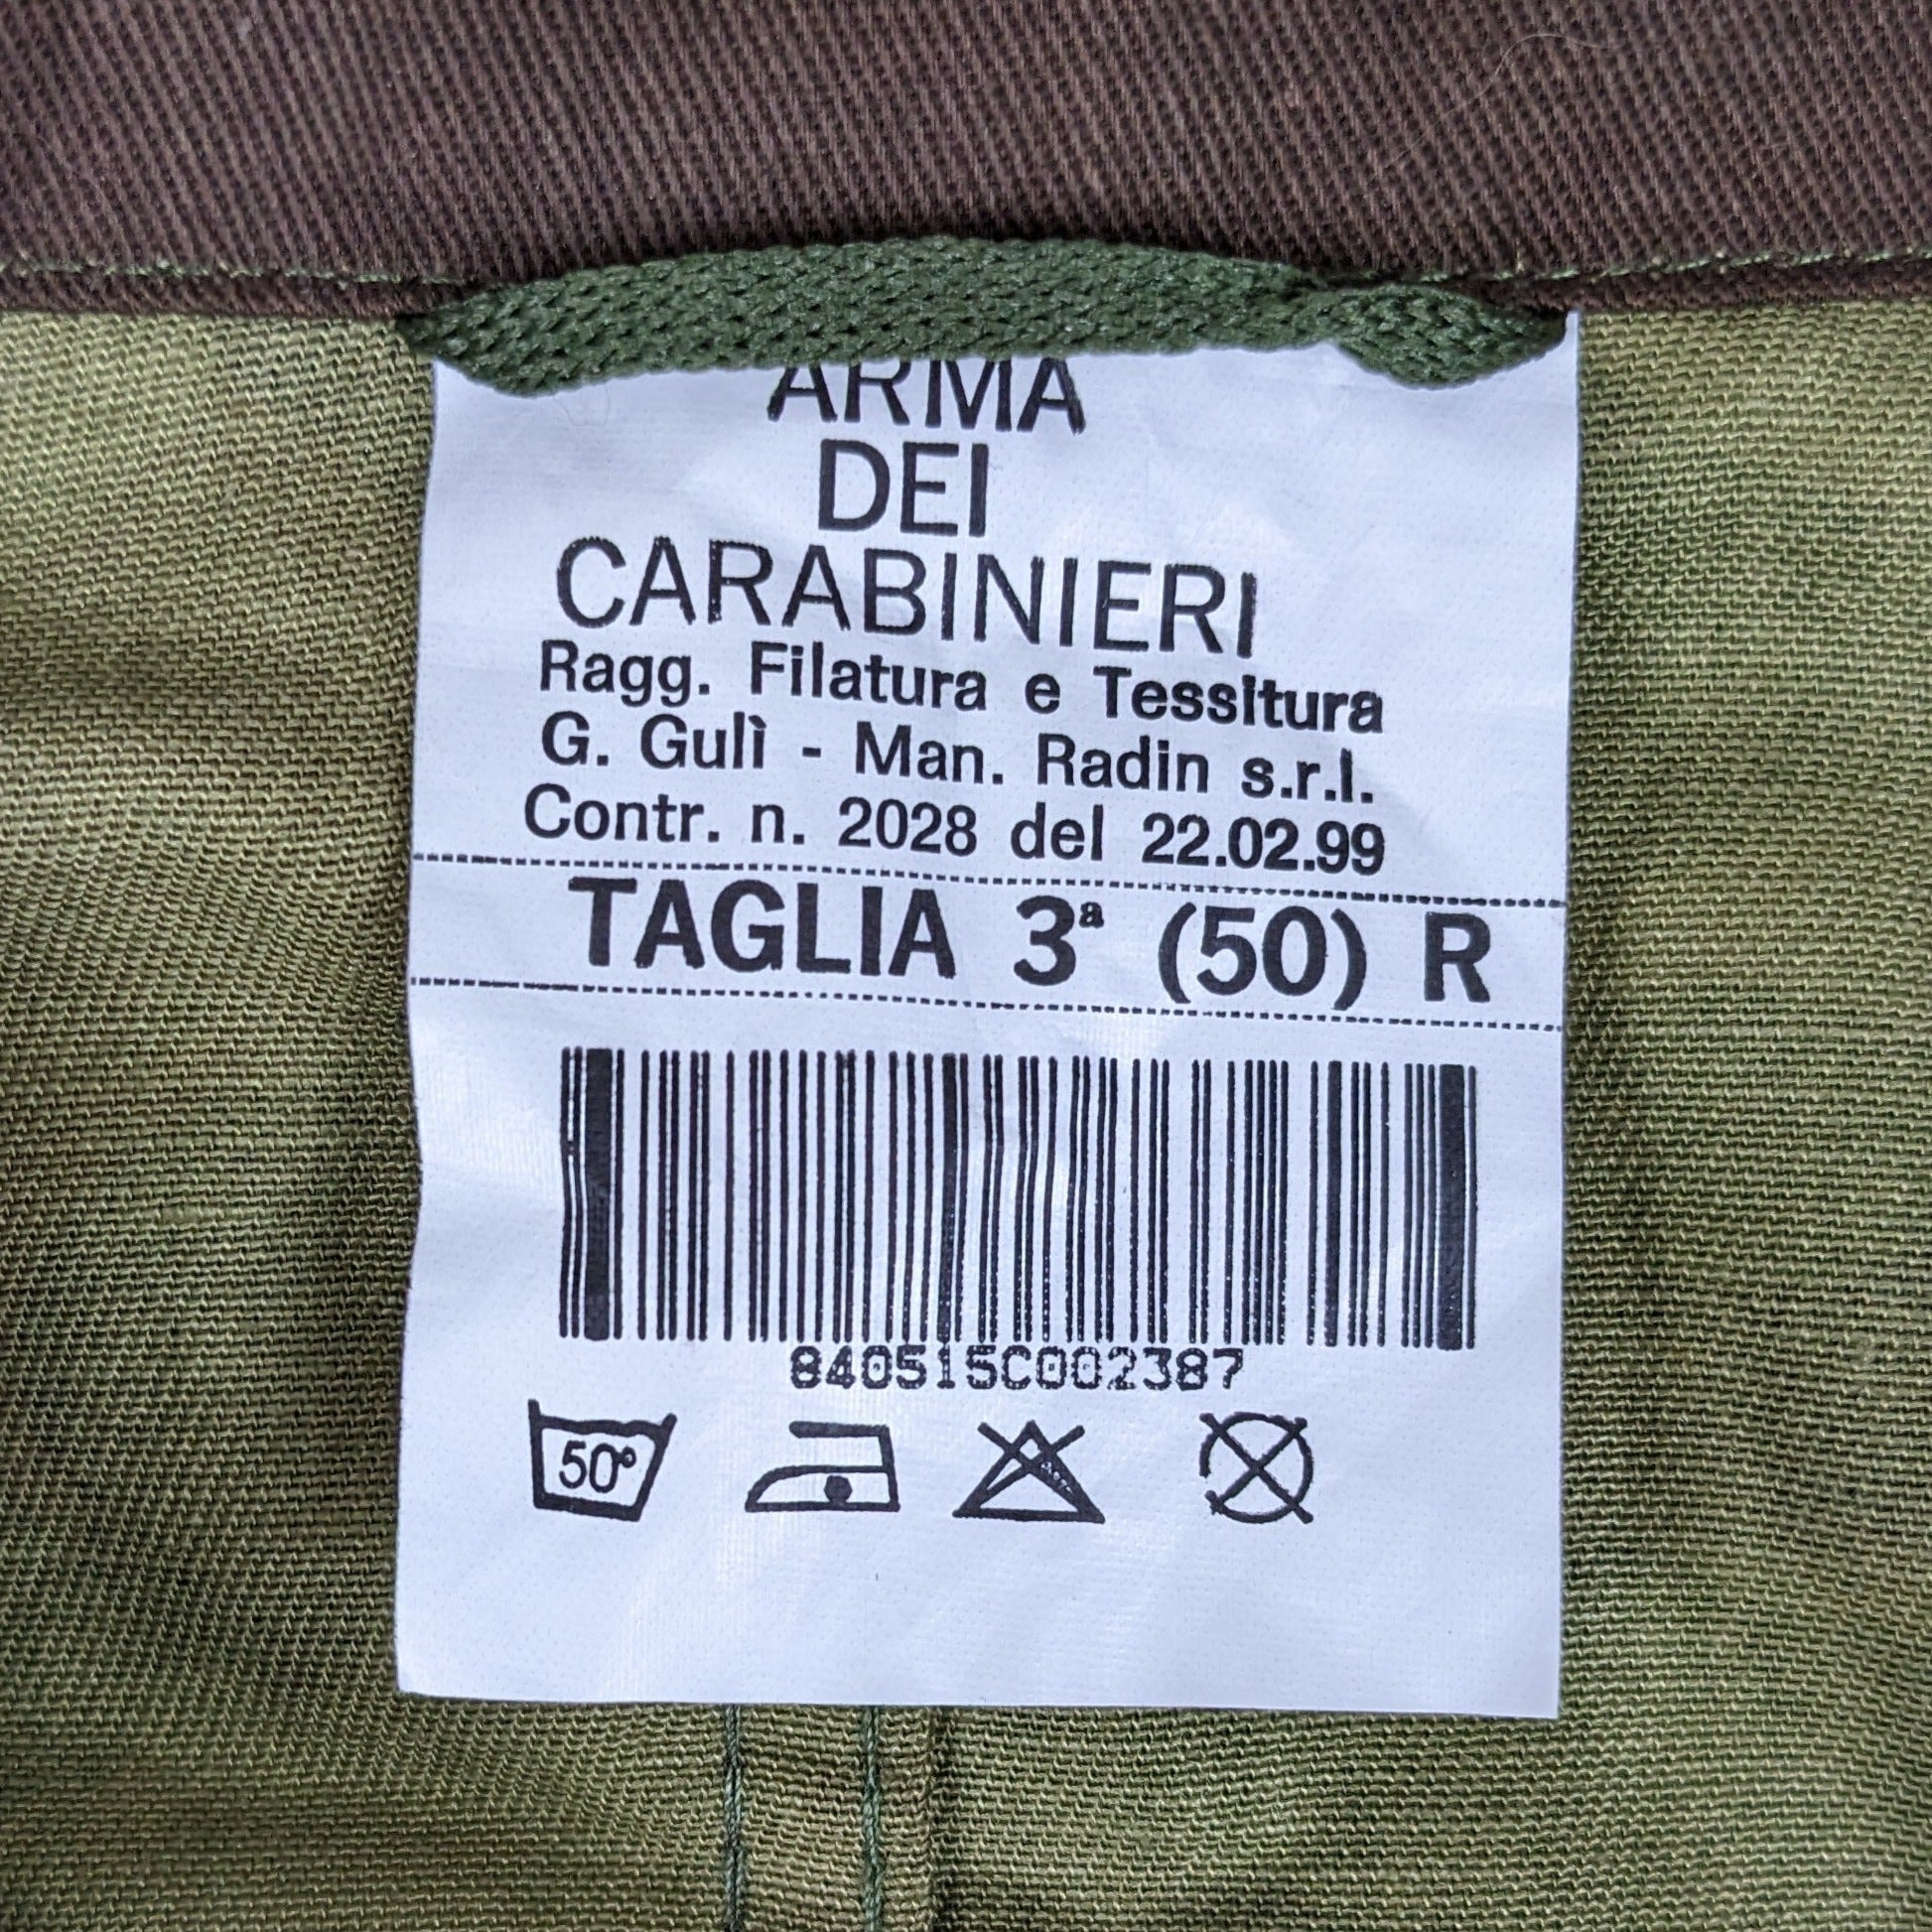 ARMA
DEI
CARABINIERI
Ragg. Filatura e Tessitura
G. Gulì - Man. Radin s.r.l.
Contr. n. 2028 del 22.02.99
TAGLIA 3ª (50) R
840515C002387
50°